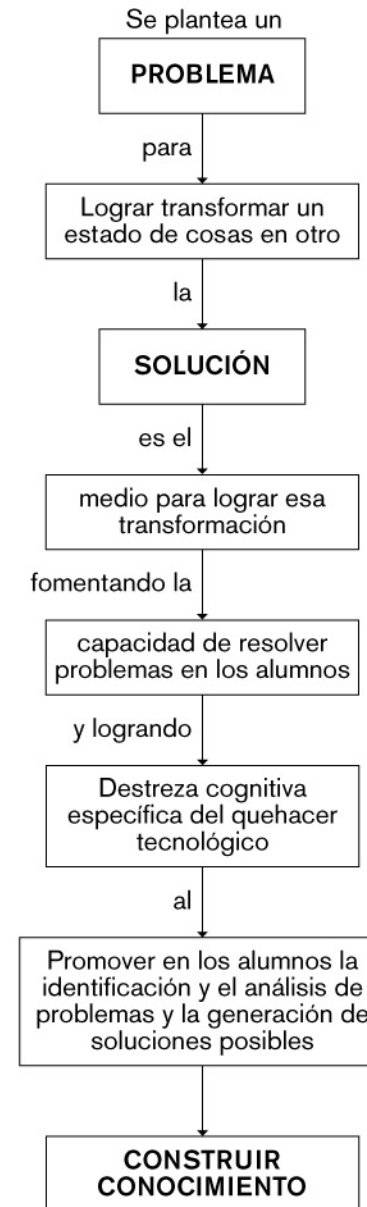 Se plantea un
PROBLEMA
para
Lograr transformar un
estado de cosas en otro
la
SOLUCIÓN
es el
medio para lograr esa
transformación
fomentando la
capacidad de resolver
problemas en los alumnos
y logrando
Destreza cognitiva
específica del quehacer
tecnológico
al
Promover en los alumnos la
identificación y el análisis de
problemas y la generación de
soluciones posibles
CONSTRUIR
CONOCIMIENTO